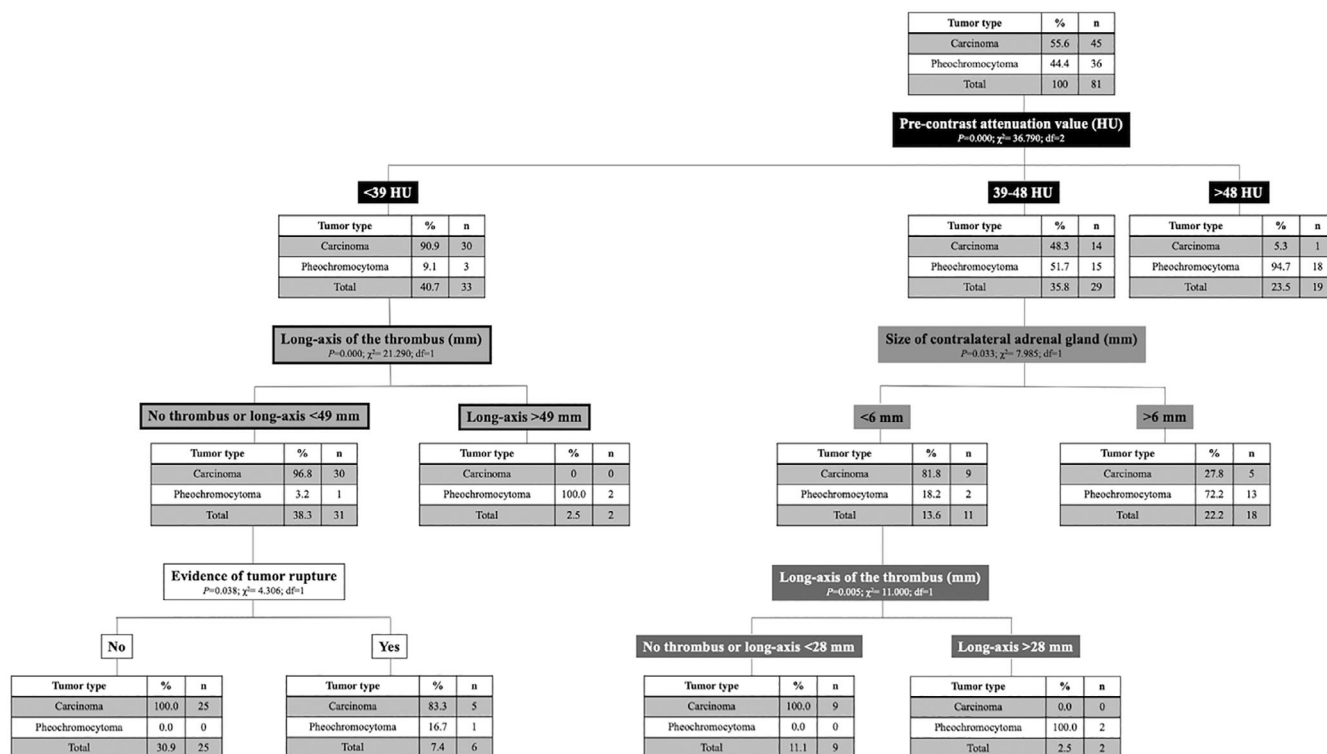 Tumor type % n
Carcinoma 55.6 45
Pheochromocytoma 44.4 36
Total 100 81
Pre-contrast attenuation value (HU)
P=0.000; χ²= 36.790; df=2
<39 HU
Tumor type % n
Carcinoma 90.9 30
Pheochromocytoma 9.1 3
Total 40.7 33
39-48 HU
Tumor type % n
Carcinoma 48.3 14
Pheochromocytoma 51.7 15
Total 35.8 29
>48 HU
Tumor type % n
Carcinoma 5.3 1
Pheochromocytoma 94.7 18
Total 23.5 19
Long-axis of the thrombus (mm)
P=0.000; χ²= 21.290; df=1
Size of contralateral adrenal gland (mm)
P=0.033; χ²= 7.985; df=1
No thrombus or long-axis <49 mm
Tumor type % n
Carcinoma 96.8 30
Pheochromocytoma 3.2 1
Total 38.3 31
Long-axis >49 mm
Tumor type % n
Carcinoma 0 0
Pheochromocytoma 100.0 2
Total 2.5 2
<6 mm
Tumor type % n
Carcinoma 81.8 9
Pheochromocytoma 18.2 2
Total 13.6 11
>6 mm
Tumor type % n
Carcinoma 27.8 5
Pheochromocytoma 72.2 13
Total 22.2 18
Evidence of tumor rupture
P=0.038; χ²= 4.306; df=1
Long-axis of the thrombus (mm)
P=0.005; χ²= 11.000; df=1
No
Tumor type % n
Carcinoma 100.0 25
Pheochromocytoma 0.0 0
Total 30.9 25
Yes
Tumor type % n
Carcinoma 83.3 5
Pheochromocytoma 16.7 1
Total 7.4 6
No thrombus or long-axis <28 mm
Tumor type % n
Carcinoma 100.0 9
Pheochromocytoma 0.0 0
Total 11.1 9
Long-axis >28 mm
Tumor type % n
Carcinoma 0.0 0
Pheochromocytoma 100.0 2
Total 2.5 2